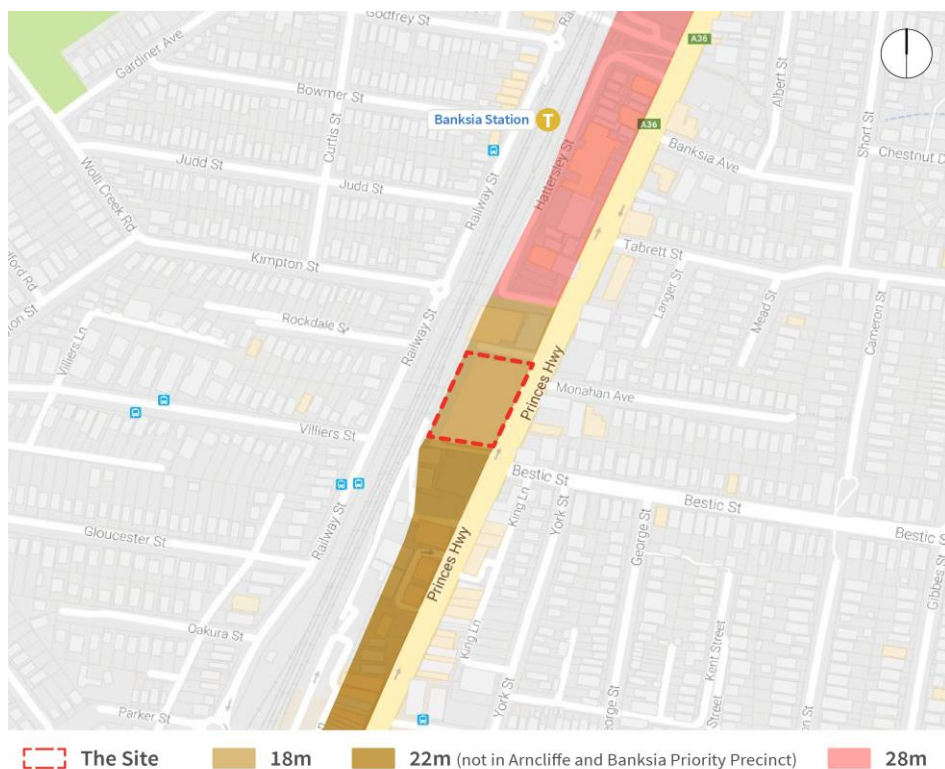 Godfrey St
A36
Gardiner Ave
Bowmer St
Albert St
Short St
Banksia Station T
Curtis St
A36
Hattersley St
Banksia Ave
Chestnut D
Judd St
Judd St
Railway St
Wolli Creek Rd
Tabrett St
Kimpton St
Langer St
Mead St
Cameron St
Rockdale St
Railway St
Villiers Ln
Princes Hwy
Monahan Ave
Villiers St
Bestic St
Bestic St
Bestic S
King Ln
York St
George St
Gibbes St
Railway St
Gloucester St
Princes Hwy
Oakura St
King Ln
Kent Street
York St
George St
Street
Parker St
The Site
18m
22m (not in Arncliffe and Banksia Priority Precinct)
28m